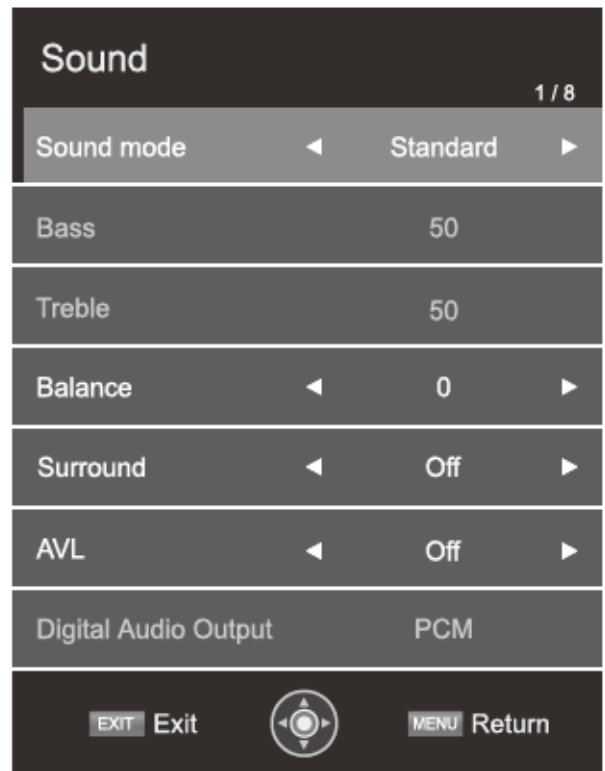 Sound
1 / 8
Sound mode Standard
Bass 50
Treble 50
Balance 0
Surround Off
AVL Off
Digital Audio Output PCM
EXIT Exit MENU Return